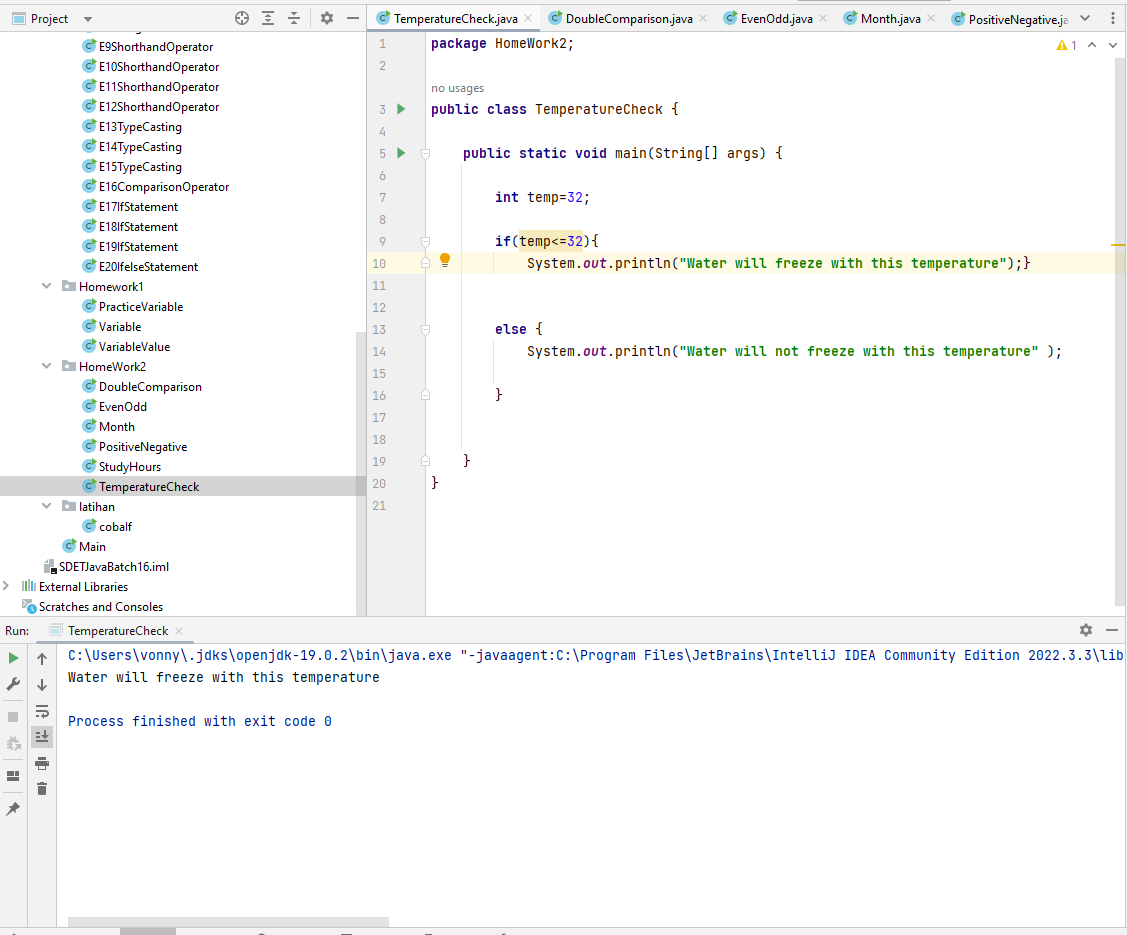 Project
E9ShorthandOperator
E10ShorthandOperator
E11ShorthandOperator
E12ShorthandOperator
E13TypeCasting
E14TypeCasting
E15TypeCasting
E16ComparisonOperator
E17IfStatement
E18IfStatement
E19IfStatement
E20IfelseStatement
Homework1
PracticeVariable
Variable
VariableValue
HomeWork2
DoubleComparison
EvenOdd
Month
PositiveNegative
StudyHours
TemperatureCheck
latihan
cobaIf
Main
SDETJavaBatch16.iml
External Libraries
Scratches and Consoles
TemperatureCheck.java DoubleComparison.java EvenOdd.java Month.java PositiveNegative.ja
1 package HomeWork2;
1
2
no usages
3 public class TemperatureCheck {
4
5 public static void main(String[] args) {
6
7 int temp=32;
8
9 if(temp<=32){
10 System.out.println("Water will freeze with this temperature");}
11
12
13 else {
14 System.out.println("Water will not freeze with this temperature" );
15
16 }
17
18
19 }
20 }
21
Run: TemperatureCheck
C:\Users\vonny\.jdks\openjdk-19.0.2\bin\java.exe "-javaagent:C:\Program Files\JetBrains\IntelliJ IDEA Community Edition 2022.3.3\lib
Water will freeze with this temperature
Process finished with exit code 0